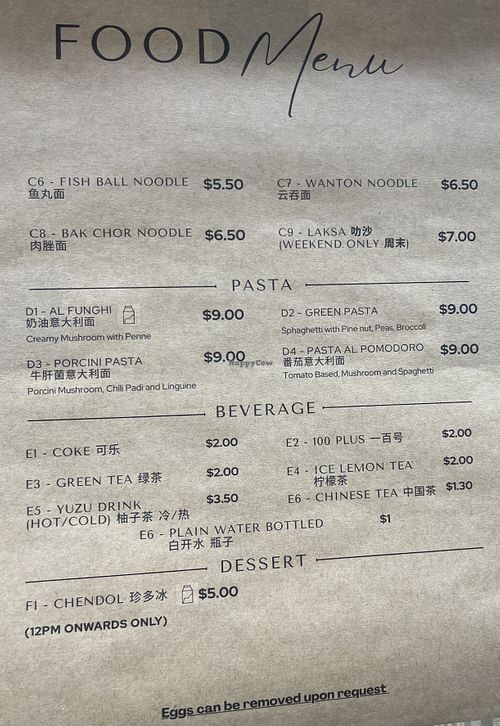 FOOD Menu
C6 - FISH BALL NOODLE $5.50
鱼丸面
C7 - WANTON NOODLE $6.50
云吞面
C8 - BAK CHOR NOODLE $6.50
肉脞面
C9 - LAKSA 叻沙 $7.00
(WEEKEND ONLY 周末)
PASTA
D1 - AL FUNGHI $9.00
奶油意大利面
Creamy Mushroom with Penne
D2 - GREEN PASTA $9.00
Sphaghetti with Pine nut, Peas, Broccoli
D3 - PORCINI PASTA $9.00
牛肝菌意大利面
Porcini Mushroom, Chili Padi and Linguine
D4 - PASTA AL POMODORO $9.00
番茄意大利面
Tomato Based, Mushroom and Spaghetti
HappyCow
BEVERAGE
E1 - COKE 可乐 $2.00
E2 - 100 PLUS 一百号 $2.00
E3 - GREEN TEA 绿茶 $2.00
E4 - ICE LEMON TEA $2.00
柠檬茶
E5 - YUZU DRINK $3.50
(HOT/COLD) 柚子茶 冷/热
E6 - CHINESE TEA 中国茶 $1.30
E6 - PLAIN WATER BOTTLED $1
白开水 瓶子
DESSERT
F1 - CHENDOL 珍多冰 $5.00
(12PM ONWARDS ONLY)
Eggs can be removed upon request